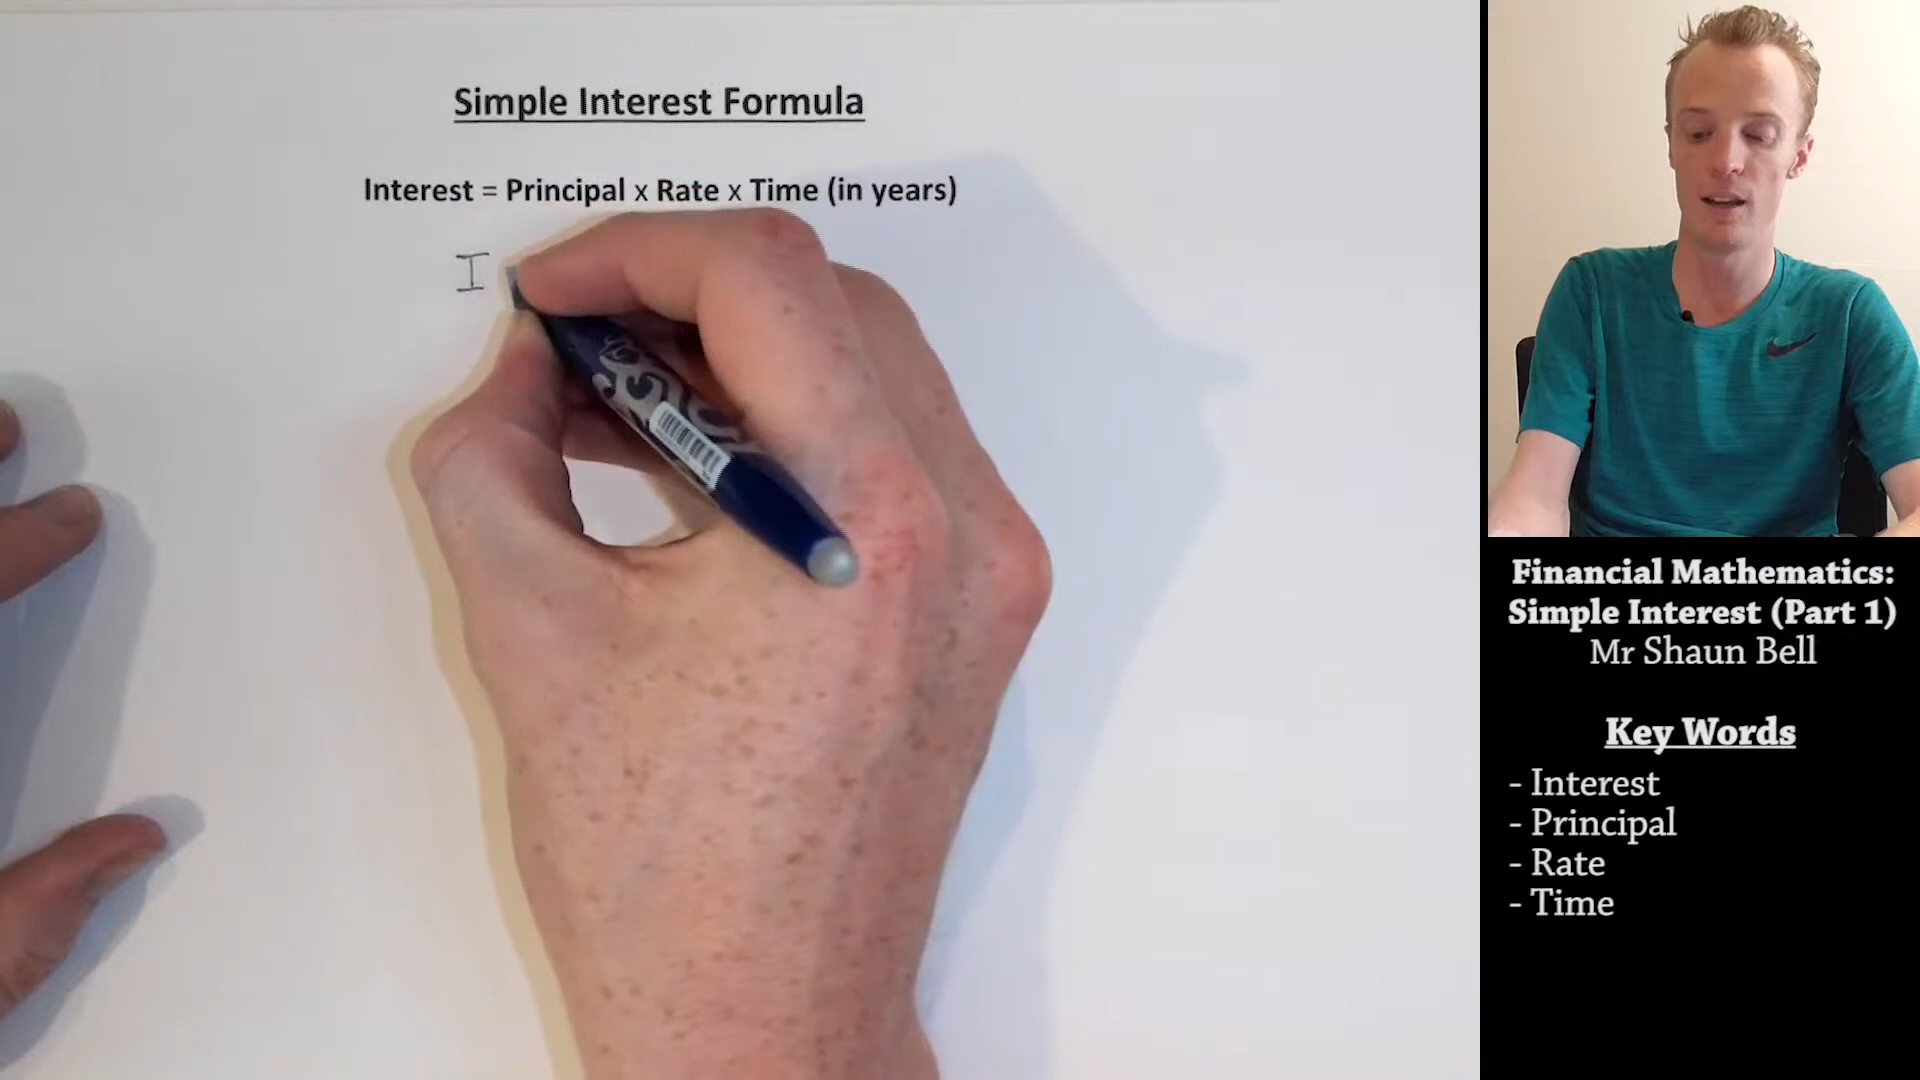 Simple Interest Formula
Interest = Principal x Rate x Time (in years)
I
Financial Mathematics:
Simple Interest (Part 1)
Mr Shaun Bell
Key Words
- Interest
- Principal
- Rate
- Time